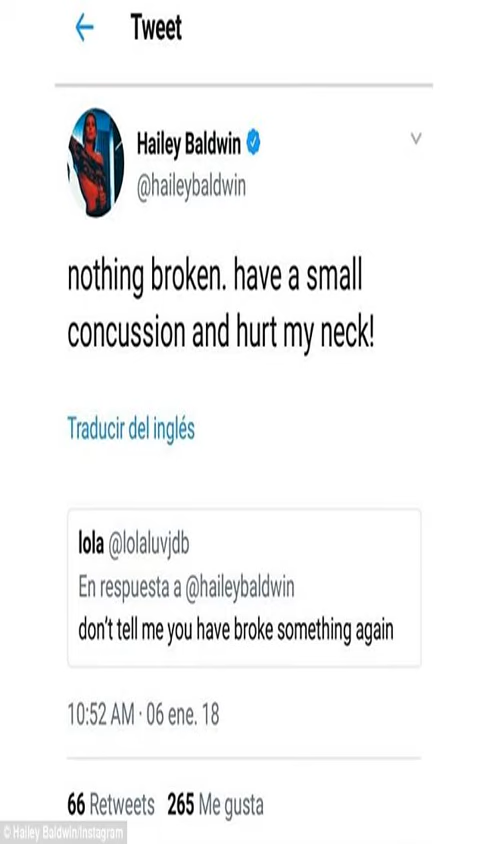 Tweet
Hailey Baldwin
@haileybaldwin
nothing broken. have a small
concussion and hurt my neck!
Traducir del inglés
lola @lolaluvjdb
En respuesta a @haileybaldwin
don't tell me you have broke something again
10:52 AM · 06 ene. 18
66 Retweets 265 Me gusta
© Hailey Baldwin/Instagram